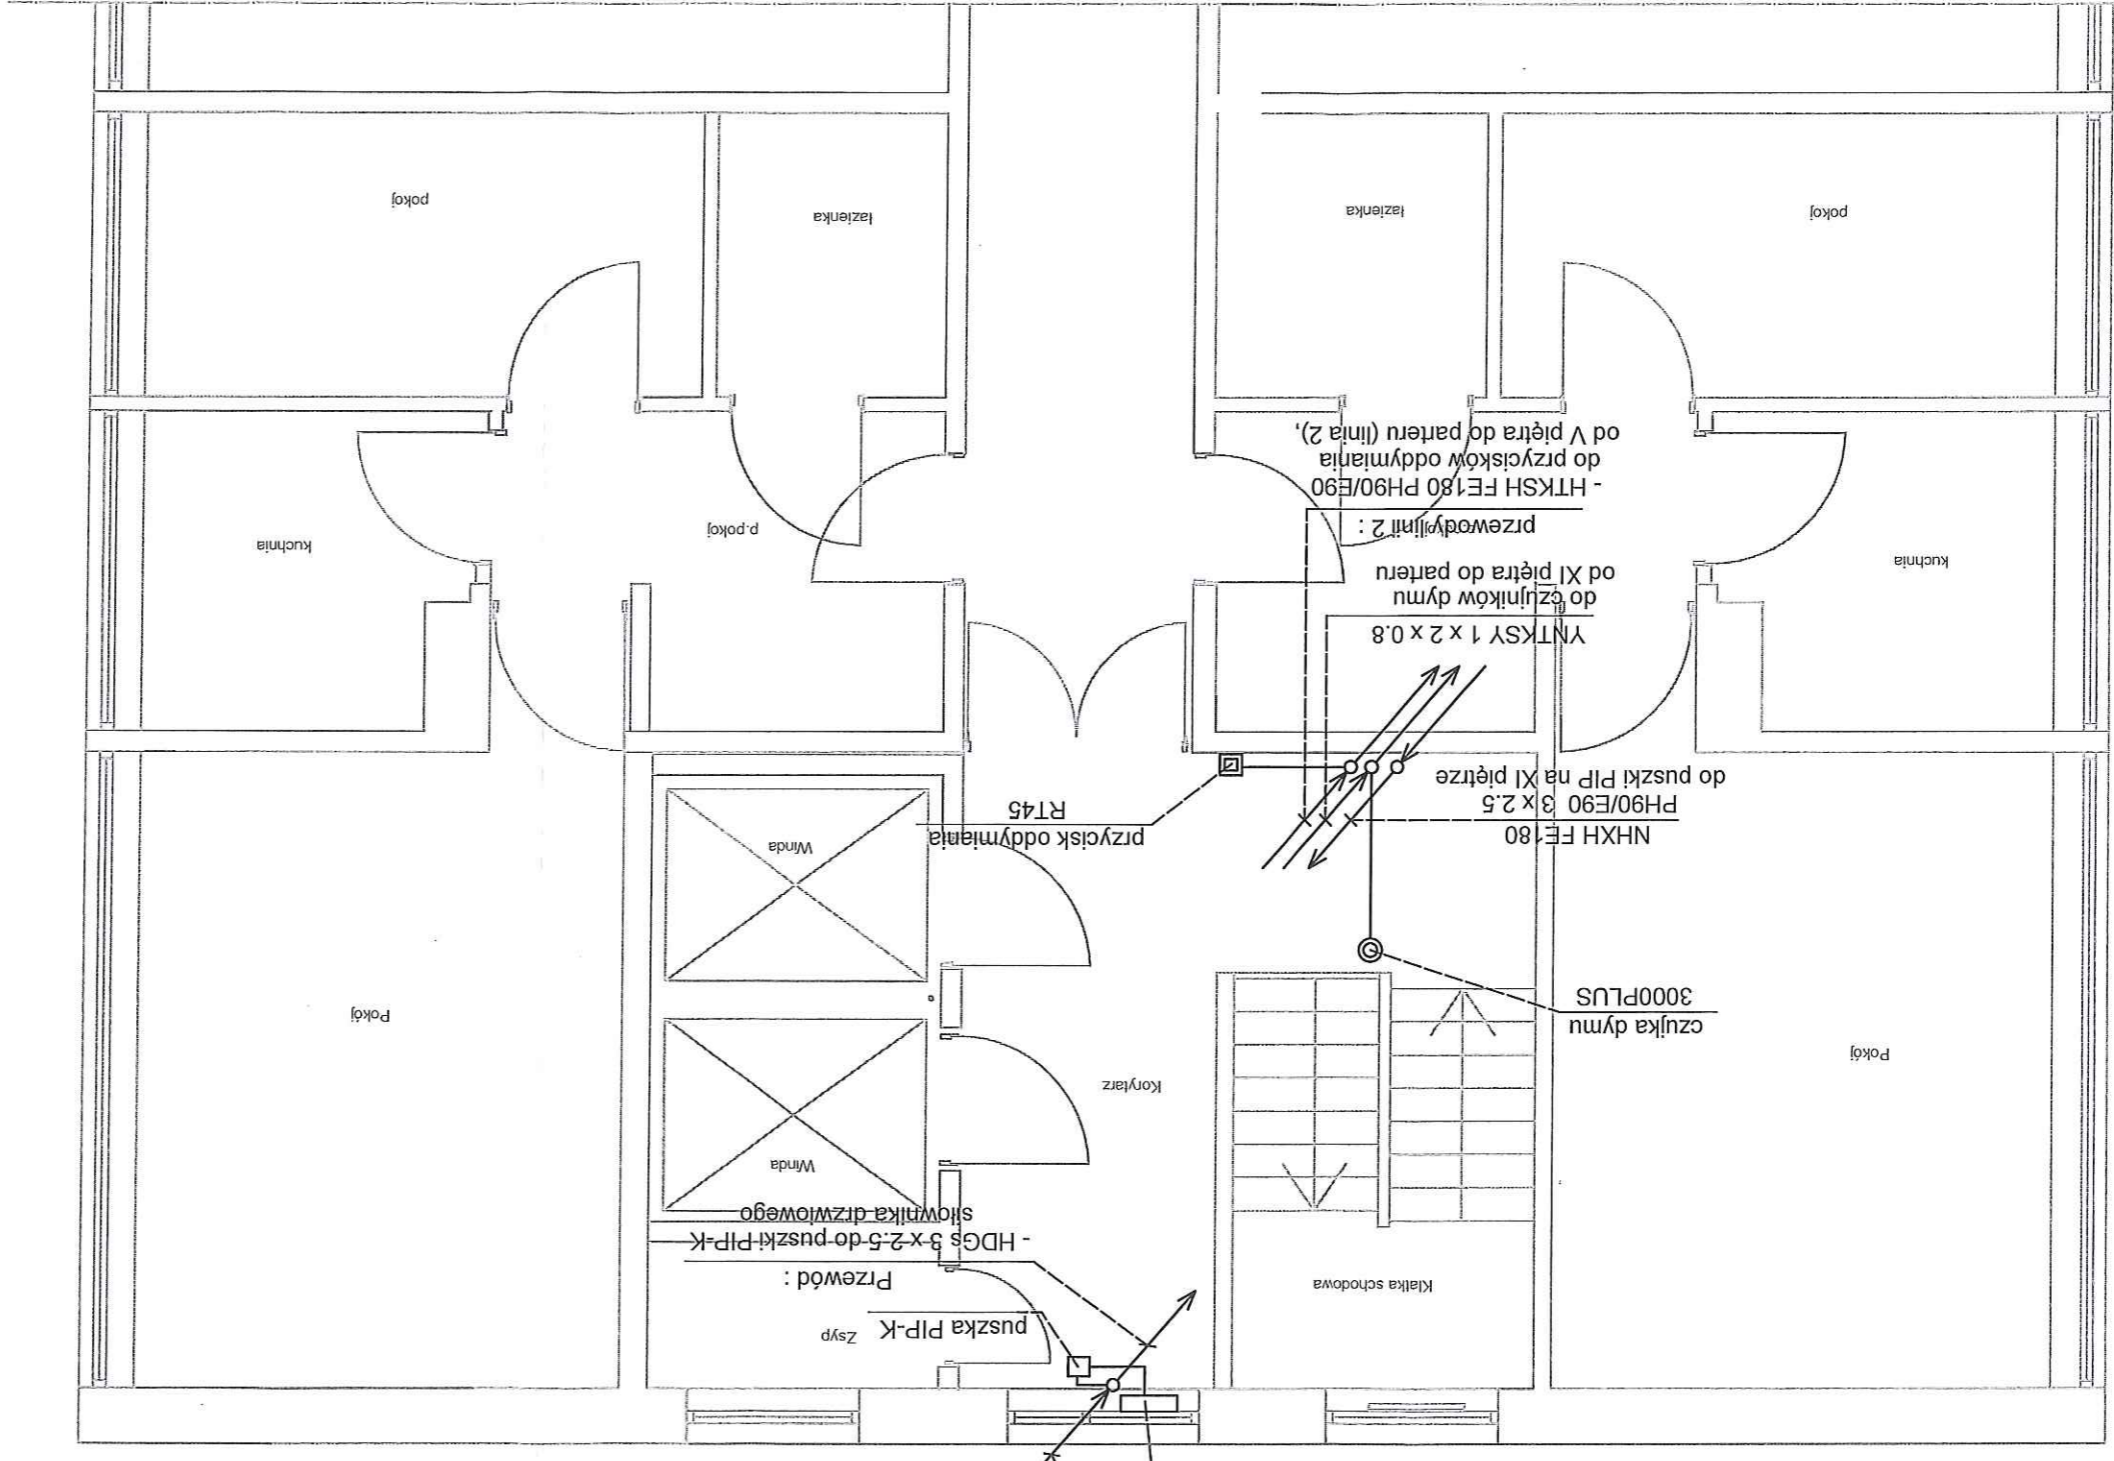 puszka PIP-K
Zsyp
Przewód :
- HDGs 3 x 2.5 do puszki PIP-K
siłownika drzwiowego
Klatka schodowa
Winda
Korytarz
Pokój
czujka dymu
3000PLUS
Pokój
Winda
NHXH FE180
PH90/E90 3 x 2.5
do puszki PIP na XI piętrze
przycisk oddymiania
RT45
YNTKSY 1 x 2 x 0.8
do czujników dymu
od XI piętra do parteru
kuchnia
przewody linii 2 :
- HTKSH FE180 PH90/E90
do przycisków oddymiania
od V piętra do parteru (linia 2),
p.pokoj
kuchnia
pokoj
łazienka
łazienka
pokoj